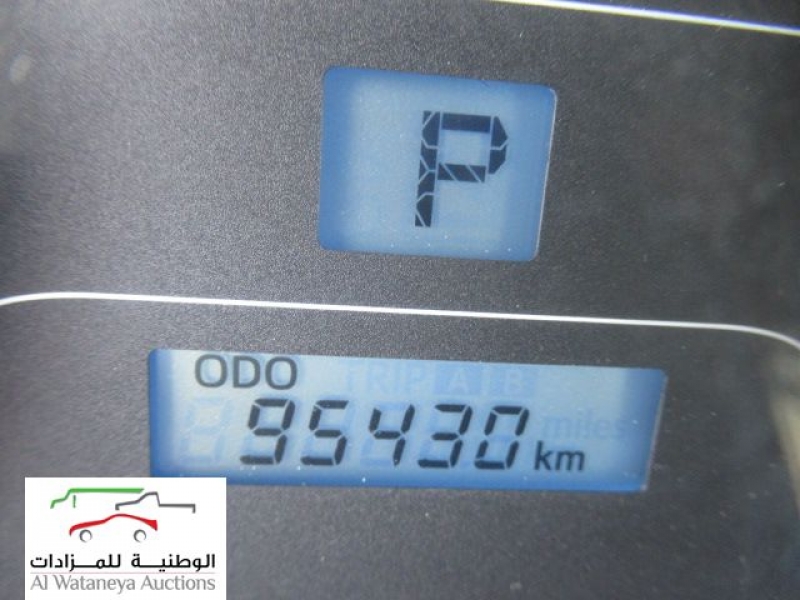 P
ODO TRIP A B
95430 km miles
الوطنية للمزادات
Al Wataneya Auctions